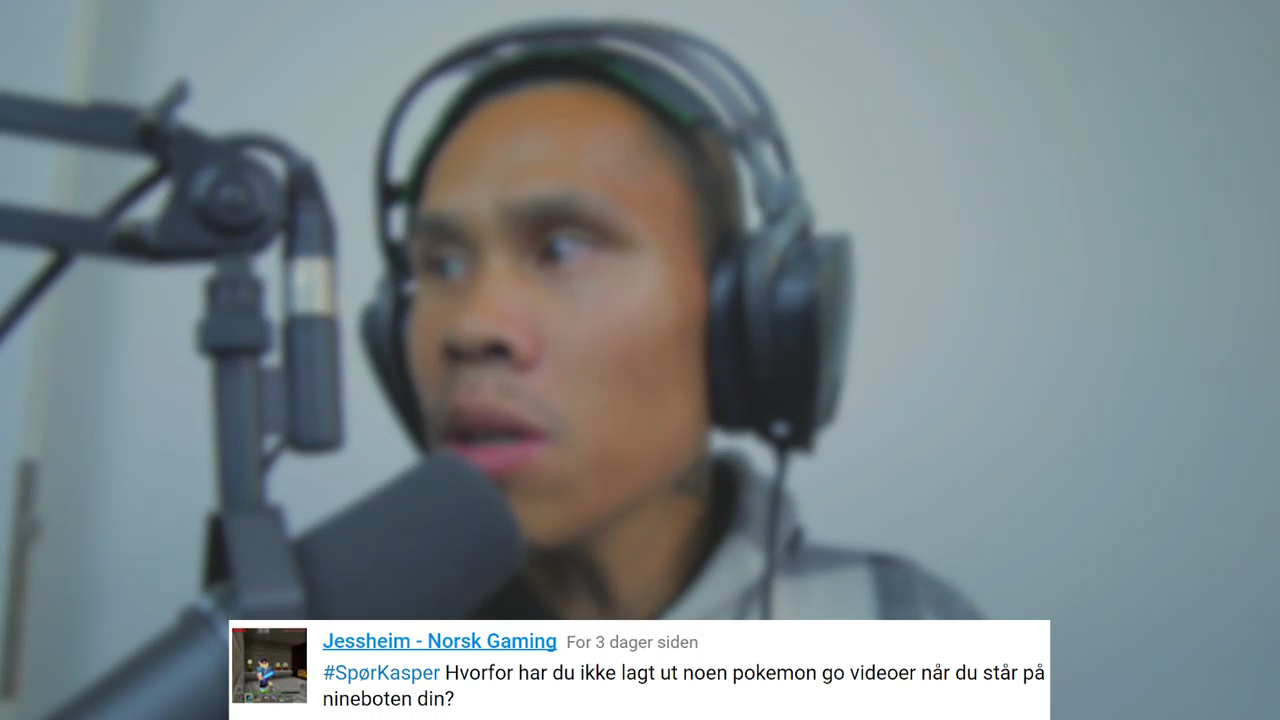 Jessheim - Norsk Gaming For 3 dager siden
#SpørKasper Hvorfor har du ikke lagt ut noen pokemon go videoer når du står på
nineboten din?